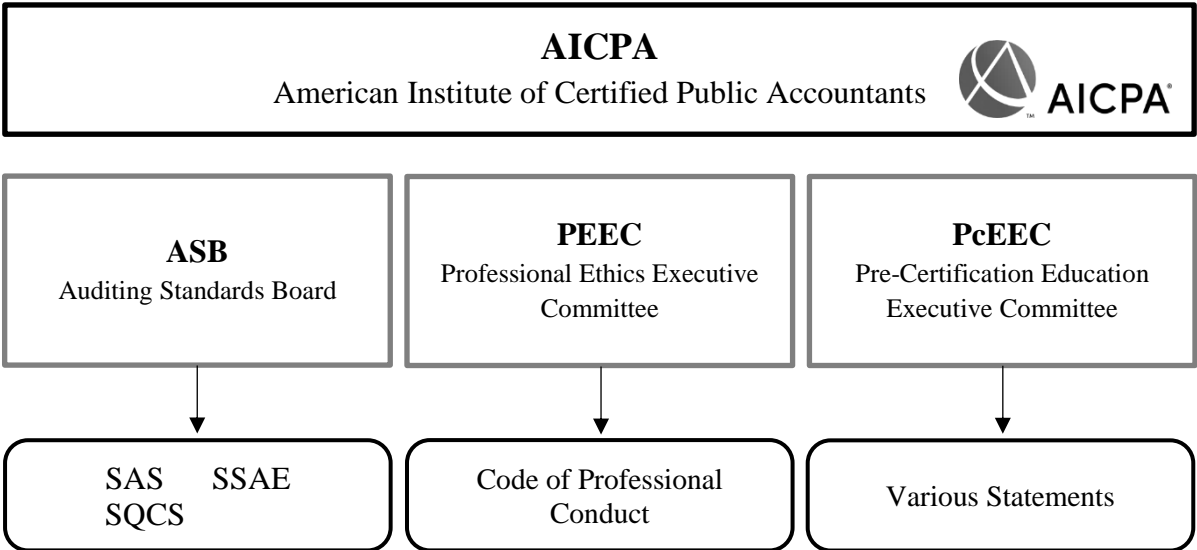 AICPA
American Institute of Certified Public Accountants
AICPA
TM
ASB
Auditing Standards Board
PEEC
Professional Ethics Executive
Committee
PcEEC
Pre-Certification Education
Executive Committee
SAS SSAE
SQCS
Code of Professional
Conduct
Various Statements